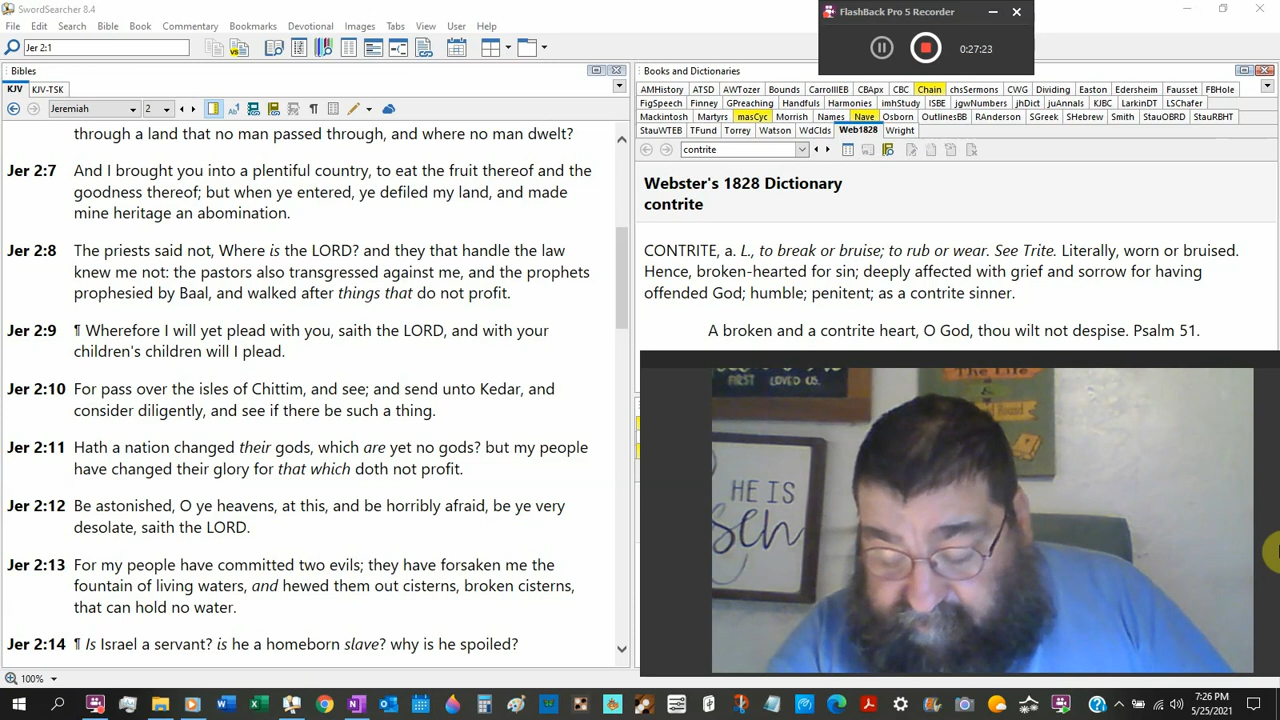 SwordSearcher 8.4
File Edit Search Bible Book Commentary Bookmarks Devotional Images Tabs View User Help
Jer 2:1
FlashBack Pro 5 Recorder
0:27:23
Bibles
KJV KJV-TSK
Jeremiah 2
through a land that no man passed through, and where no man dwelt?
Jer 2:7 And I brought you into a plentiful country, to eat the fruit thereof and the
goodness thereof; but when ye entered, ye defiled my land, and made
mine heritage an abomination.
Jer 2:8 The priests said not, Where is the LORD? and they that handle the law
knew me not: the pastors also transgressed against me, and the prophets
prophesied by Baal, and walked after things that do not profit.
Jer 2:9 ¶ Wherefore I will yet plead with you, saith the LORD, and with your
children's children will I plead.
Jer 2:10 For pass over the isles of Chittim, and see; and send unto Kedar, and
consider diligently, and see if there be such a thing.
Jer 2:11 Hath a nation changed their gods, which are yet no gods? but my people
have changed their glory for that which doth not profit.
Jer 2:12 Be astonished, O ye heavens, at this, and be horribly afraid, be ye very
desolate, saith the LORD.
Jer 2:13 For my people have committed two evils; they have forsaken me the
fountain of living waters, and hewed them out cisterns, broken cisterns,
that can hold no water.
Jer 2:14 ¶ Is Israel a servant? is he a homeborn slave? why is he spoiled?
100%
Books and Dictionaries
AMHistory ATSD AWTozer Bounds CarrollIEB CBApx CBC Chain chsSermons CWG Dividing Easton Edersheim Fausset FBHole
FigSpeech Finney GPreaching Handfuls Harmonies imhStudy ISBE jgwNumbers jhDict juAnnals KJBC LarkinDT LSChafer
Mackintosh Martyrs masCyc Morrish Names Nave Osborn OutlinesBB RAnderson SGreek SHebrew Smith StauOBRD StauRBHT
StauWTEB TFund Torrey Watson WdClds Web1828 Wright
contrite
Webster's 1828 Dictionary
contrite
CONTRITE, a. L., to break or bruise; to rub or wear. See Trite. Literally, worn or bruised.
Hence, broken-hearted for sin; deeply affected with grief and sorrow for having
offended God; humble; penitent; as a contrite sinner.
A broken and a contrite heart, O God, thou wilt not despise. Psalm 51.
FIRST LOVED US.
The Life
HE IS
7:26 PM
5/25/2021